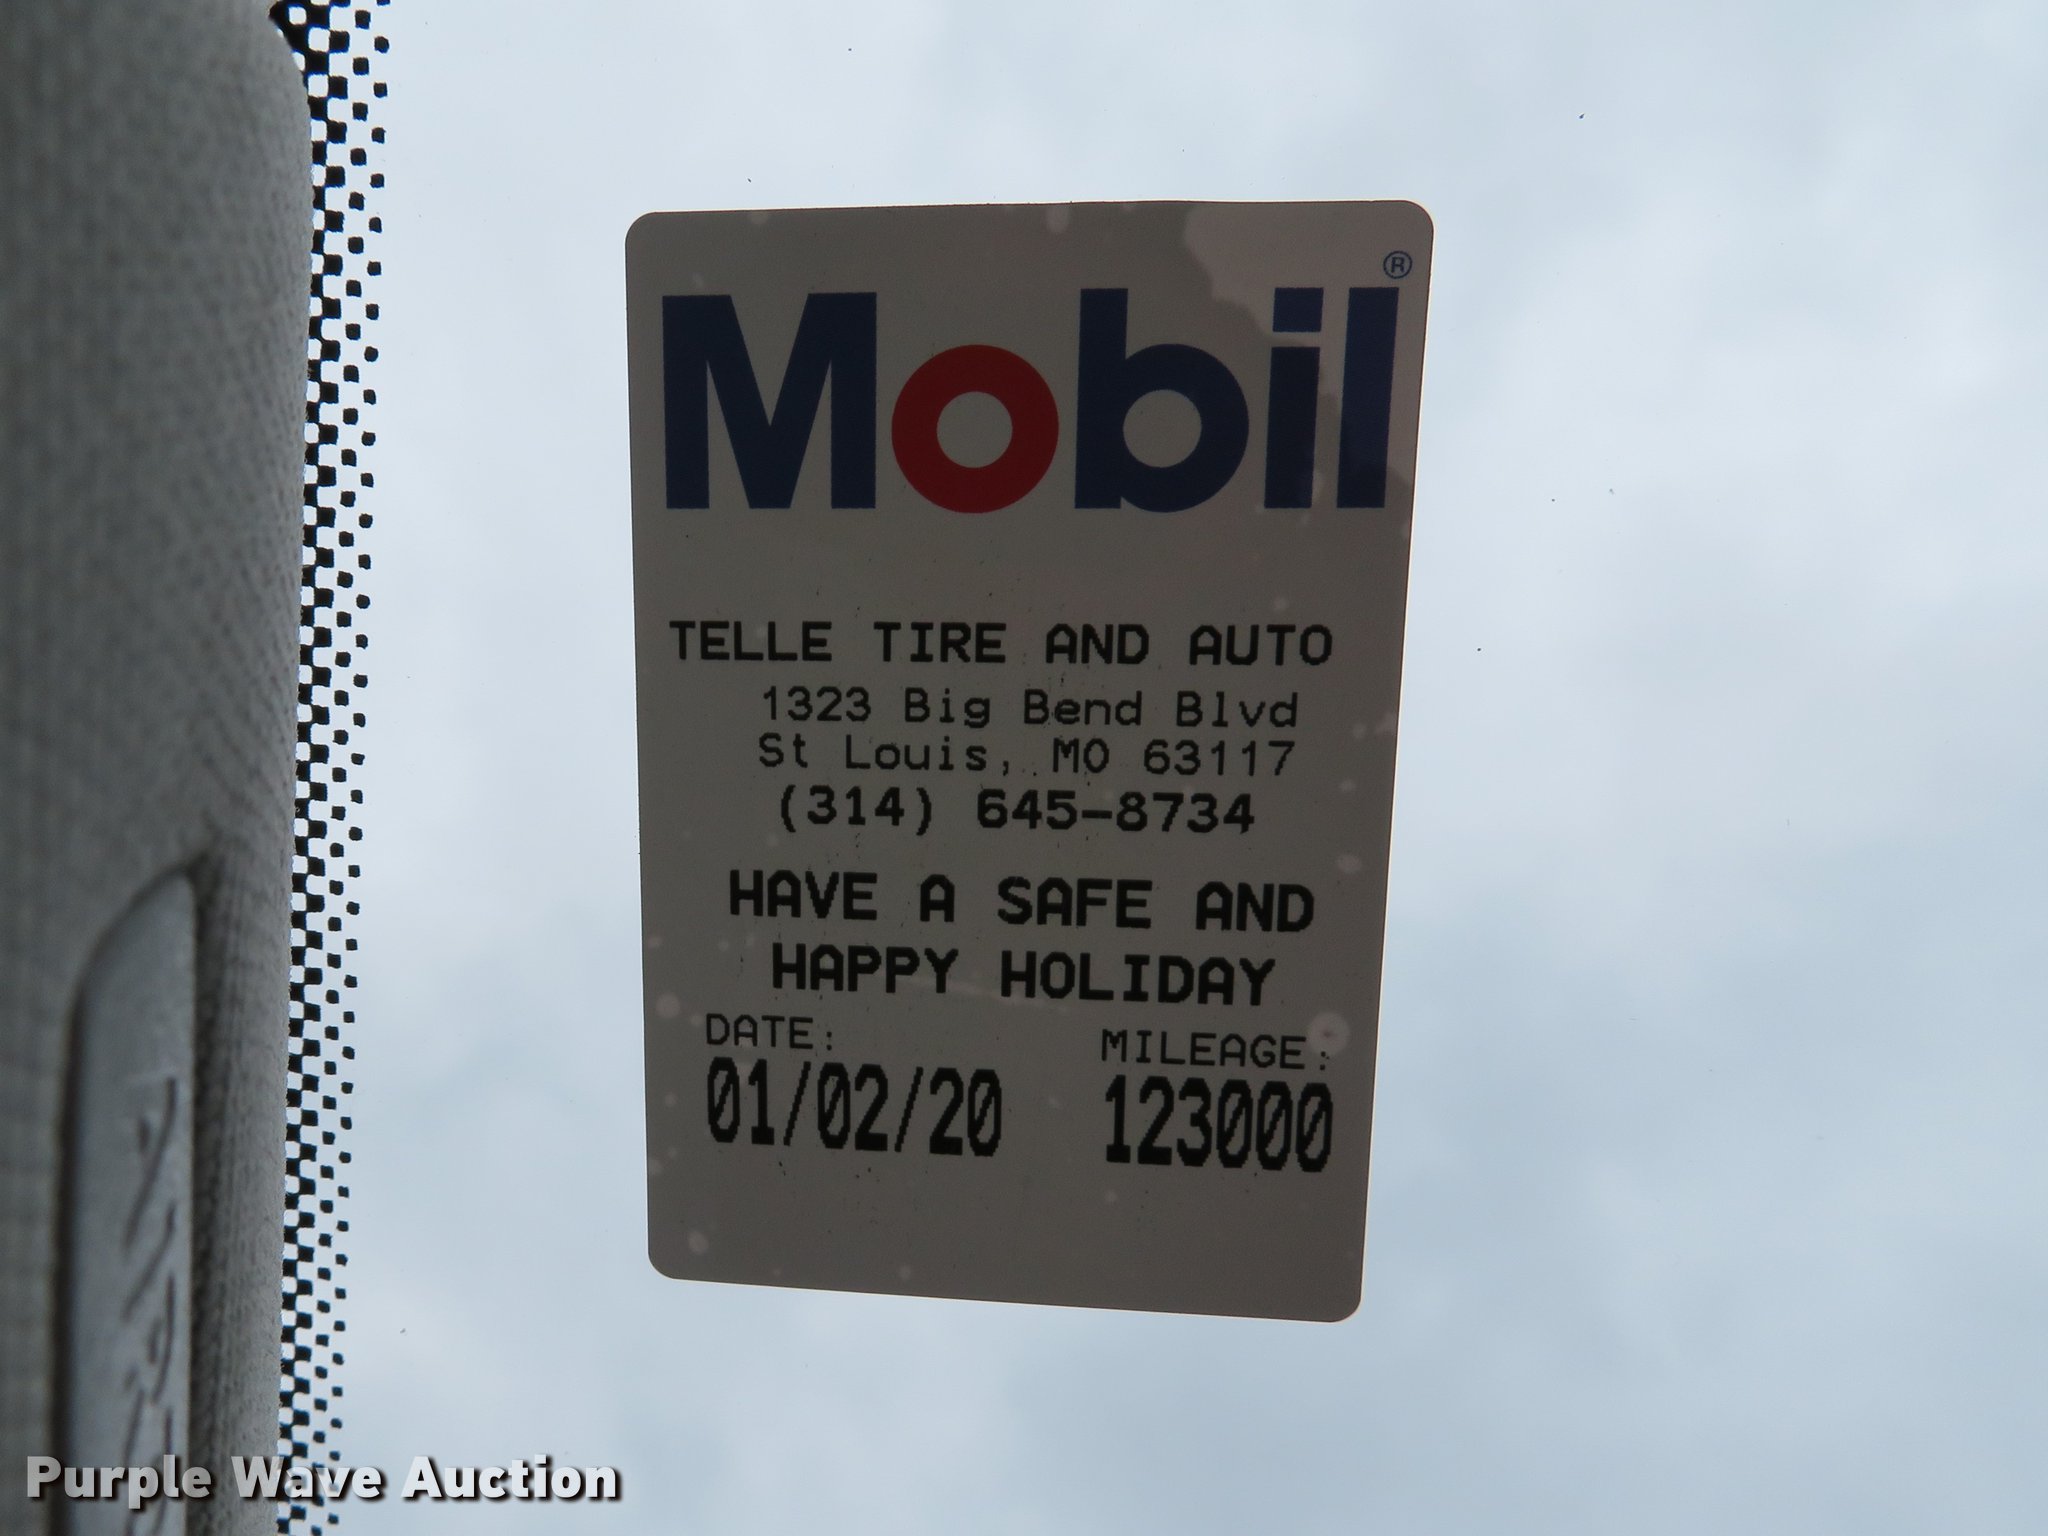 Mobil®
TELLE TIRE AND AUTO
1323 Big Bend Blvd
St Louis, MO 63117
(314) 645-8734
HAVE A SAFE AND
HAPPY HOLIDAY
DATE: MILEAGE:
01/02/20 123000
Purple Wave Auction